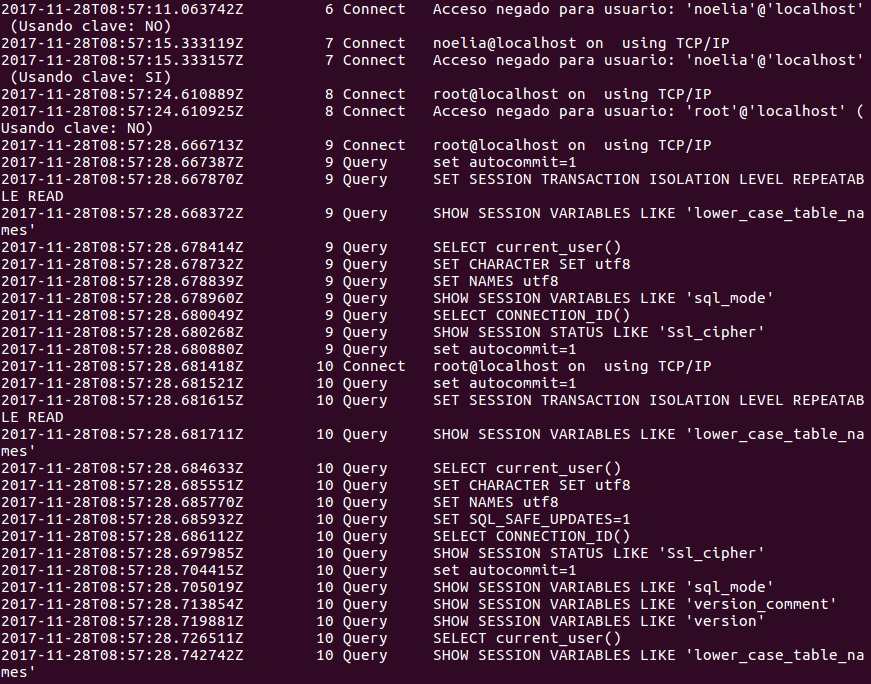 2017-11-28T08:57:11.063742Z         6 Connect   Acceso negado para usuario: 'noelia'@'localhost'
 (Usando clave: NO)
2017-11-28T08:57:15.333119Z         7 Connect   noelia@localhost on  using TCP/IP
2017-11-28T08:57:15.333157Z         7 Connect   Acceso negado para usuario: 'noelia'@'localhost'
 (Usando clave: SI)
2017-11-28T08:57:24.610889Z         8 Connect   root@localhost on  using TCP/IP
2017-11-28T08:57:24.610925Z         8 Connect   Acceso negado para usuario: 'root'@'localhost' (
Usando clave: NO)
2017-11-28T08:57:28.666713Z         9 Connect   root@localhost on  using TCP/IP
2017-11-28T08:57:28.667387Z         9 Query     set autocommit=1
2017-11-28T08:57:28.667870Z         9 Query     SET SESSION TRANSACTION ISOLATION LEVEL REPEATAB
LE READ
2017-11-28T08:57:28.668372Z         9 Query     SHOW SESSION VARIABLES LIKE 'lower_case_table_na
mes'
2017-11-28T08:57:28.678414Z         9 Query     SELECT current_user()
2017-11-28T08:57:28.678732Z         9 Query     SET CHARACTER SET utf8
2017-11-28T08:57:28.678839Z         9 Query     SET NAMES utf8
2017-11-28T08:57:28.678960Z         9 Query     SHOW SESSION VARIABLES LIKE 'sql_mode'
2017-11-28T08:57:28.680049Z         9 Query     SELECT CONNECTION_ID()
2017-11-28T08:57:28.680268Z         9 Query     SHOW SESSION STATUS LIKE 'Ssl_cipher'
2017-11-28T08:57:28.680880Z         9 Query     set autocommit=1
2017-11-28T08:57:28.681418Z        10 Connect   root@localhost on  using TCP/IP
2017-11-28T08:57:28.681521Z        10 Query     set autocommit=1
2017-11-28T08:57:28.681615Z        10 Query     SET SESSION TRANSACTION ISOLATION LEVEL REPEATAB
LE READ
2017-11-28T08:57:28.681711Z        10 Query     SHOW SESSION VARIABLES LIKE 'lower_case_table_na
mes'
2017-11-28T08:57:28.684633Z        10 Query     SELECT current_user()
2017-11-28T08:57:28.685551Z        10 Query     SET CHARACTER SET utf8
2017-11-28T08:57:28.685770Z        10 Query     SET NAMES utf8
2017-11-28T08:57:28.685932Z        10 Query     SET SQL_SAFE_UPDATES=1
2017-11-28T08:57:28.686112Z        10 Query     SELECT CONNECTION_ID()
2017-11-28T08:57:28.697985Z        10 Query     SHOW SESSION STATUS LIKE 'Ssl_cipher'
2017-11-28T08:57:28.704415Z        10 Query     set autocommit=1
2017-11-28T08:57:28.705019Z        10 Query     SHOW SESSION VARIABLES LIKE 'sql_mode'
2017-11-28T08:57:28.713854Z        10 Query     SHOW SESSION VARIABLES LIKE 'version_comment'
2017-11-28T08:57:28.719881Z        10 Query     SHOW SESSION VARIABLES LIKE 'version'
2017-11-28T08:57:28.726511Z        10 Query     SELECT current_user()
2017-11-28T08:57:28.742742Z        10 Query     SHOW SESSION VARIABLES LIKE 'lower_case_table_na
mes'